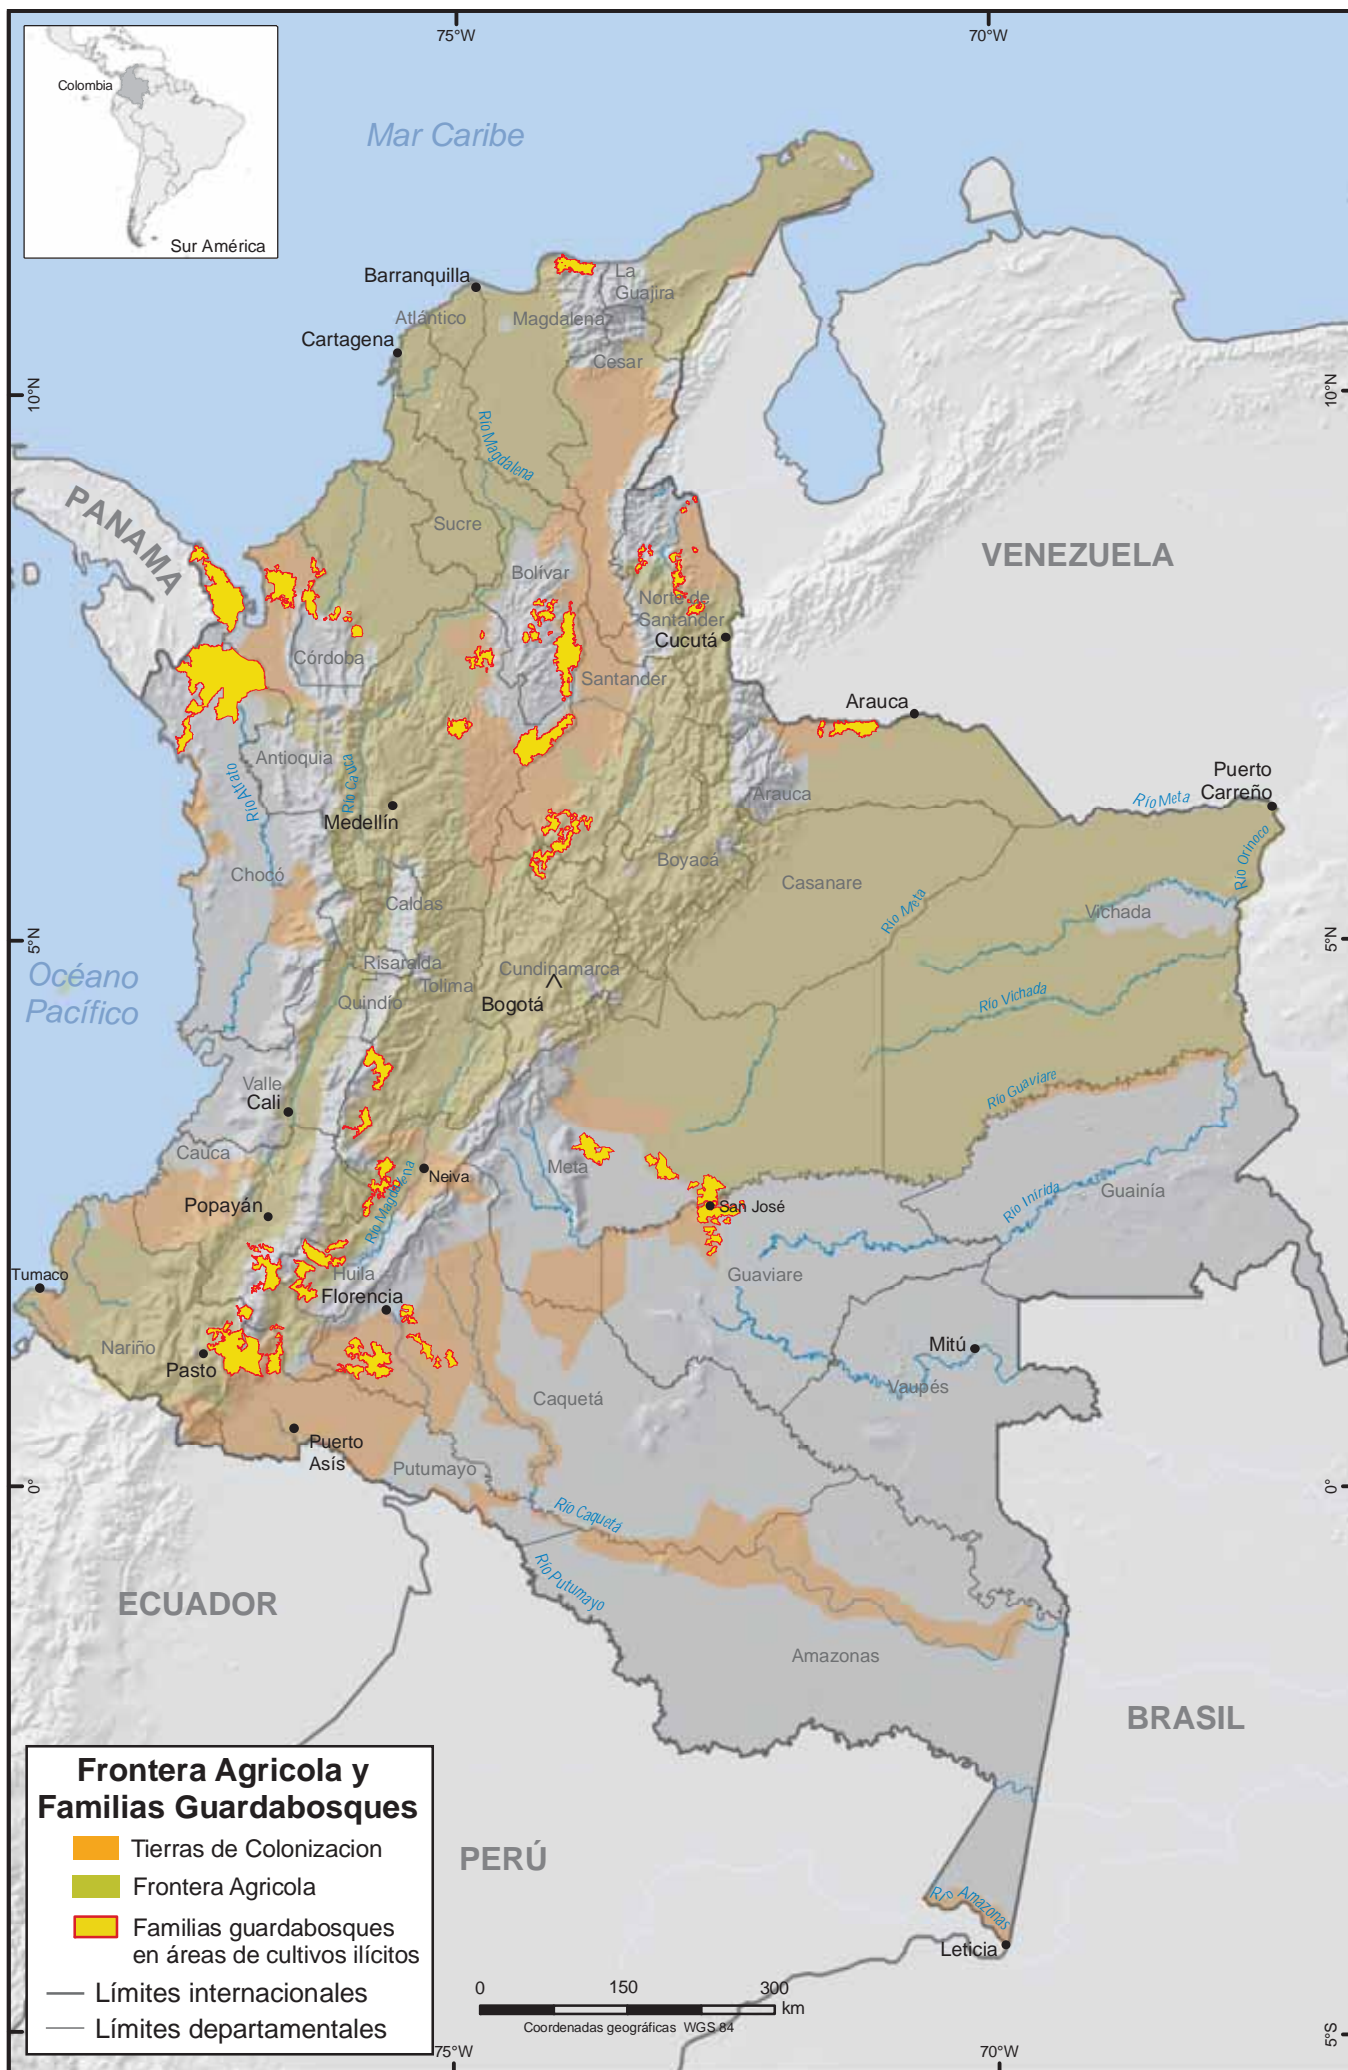 75°W
70°W
Colombia
Sur América
Mar Caribe
Barranquilla
La
Guajira
Atlántico
Magdalena
Cartagena
Cesar
10°N
10°N
Río Magdalena
PANAMA
Sucre
VENEZUELA
Bolívar
Norte de
Santander
Cucutá
Córdoba
Santander
Arauca
Antioquia
Río Cauca
Río Atrato
Puerto
Carreño
Río Meta
Arauca
Medellín
Río Orinoco
Boyacá
Chocó
Casanare
Caldas
Río Meta
Vichada
5°N
5°N
Océano
Pacífico
Risaralda
Cundinamarca
Tolima
Quindío
Bogotá
Río Vichada
Valle
Cali
Río Guaviare
Cauca
Meta
Neiva
Río Magdalena
Guainía
Río Inírida
Popayán
San José
Tumaco
Huila
Guaviare
Florencia
Nariño
Pasto
Mitú
Caquetá
Vaupés
Puerto
Asís
Putumayo
0°
0°
Río Caquetá
Río Putumayo
ECUADOR
Amazonas
BRASIL
PERÚ
Río Amazonas
Leticia
Frontera Agricola y
Familias Guardabosques
Tierras de Colonizacion
Frontera Agricola
Familias guardabosques
en áreas de cultivos ilícitos
Límites internacionales
Límites departamentales
0 150 300
km
Coordenadas geográficas WGS 84
5°S
75°W
70°W